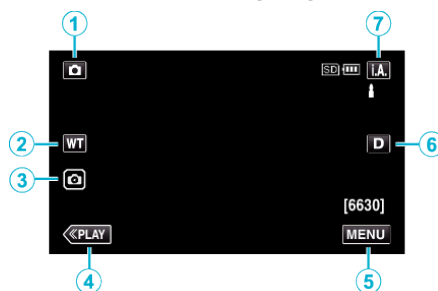 ① ⑦
SD i.A.
② WT D ⑥
③
[6630]
≪PLAY MENU
④ ⑤